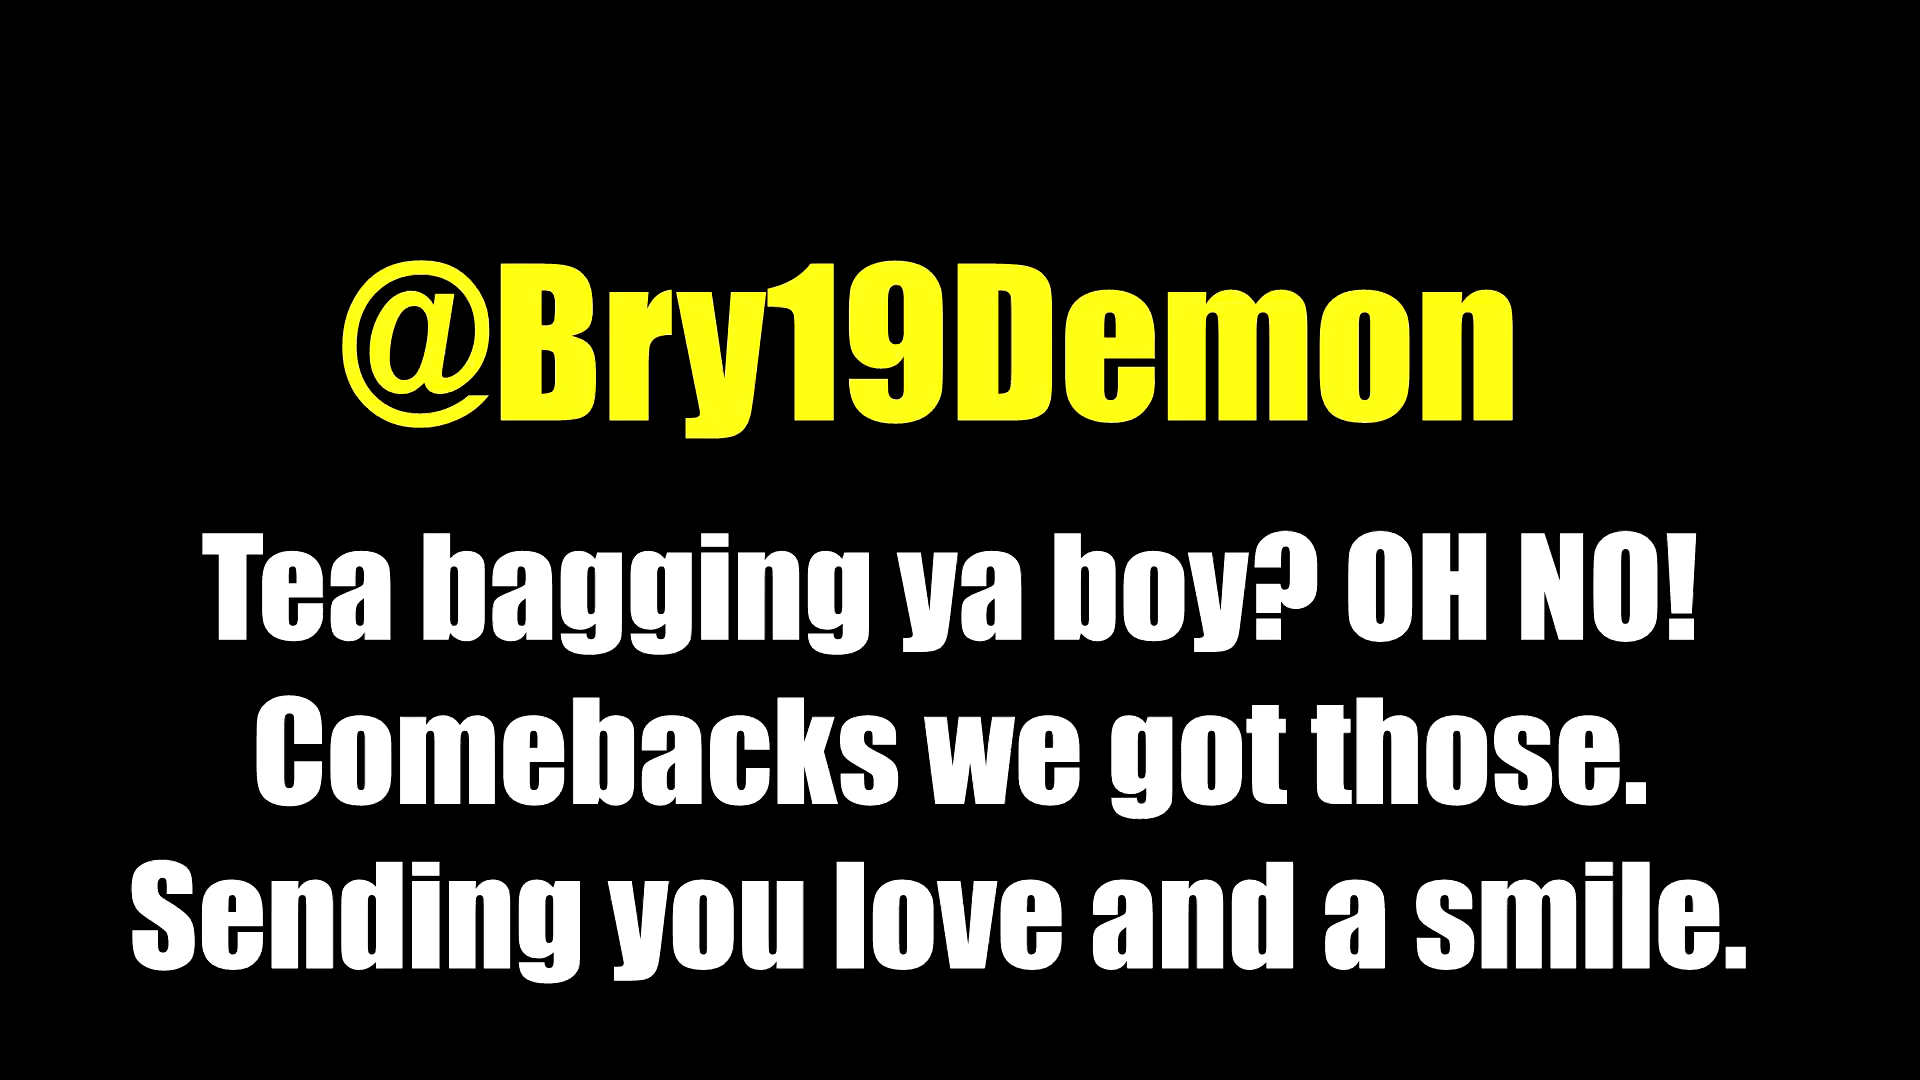 @Bry19Demon
Tea bagging ya boy? OH NO!
Comebacks we got those.
Sending you love and a smile.